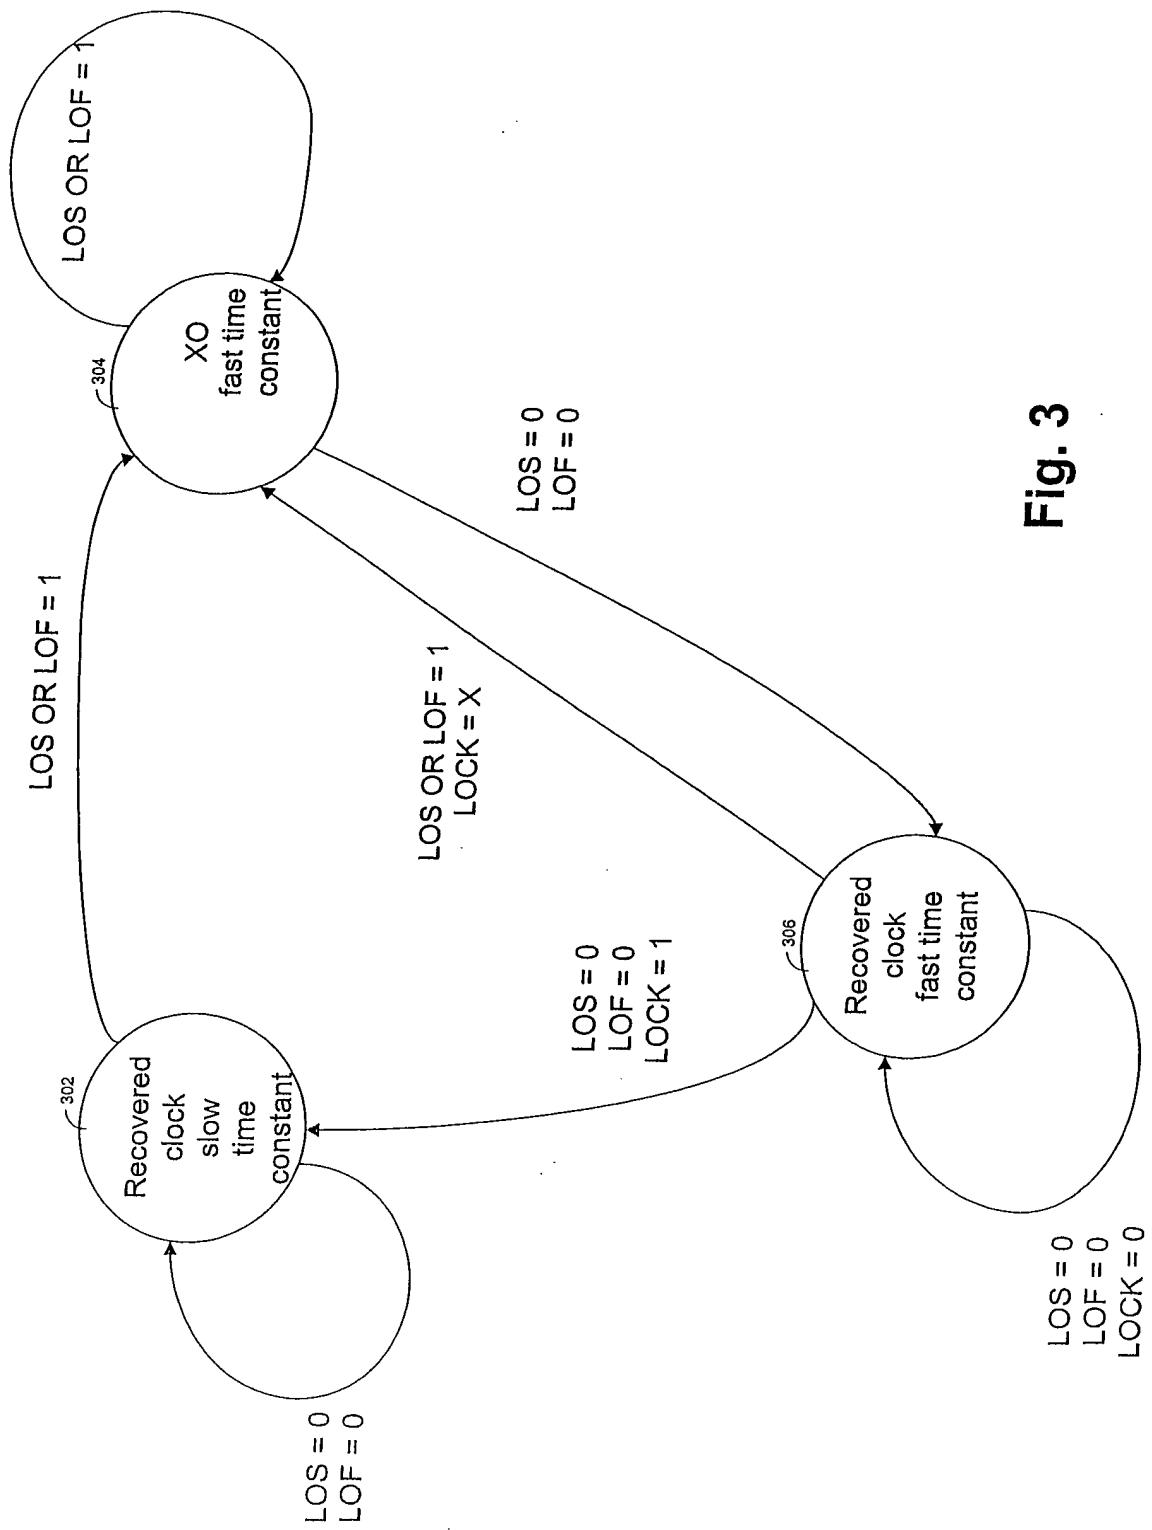 LOS OR LOF = 1
LOS OR LOF = 1
302
Recovered
clock
slow
time
constant
304
XO
fast time
constant
LOS = 0
LOF = 0
LOS OR LOF = 1
LOCK = X
LOS = 0
LOF = 0
LOS = 0
LOF = 0
LOCK = 1
306
Recovered
clock
fast time
constant
LOS = 0
LOF = 0
LOCK = 0
Fig. 3